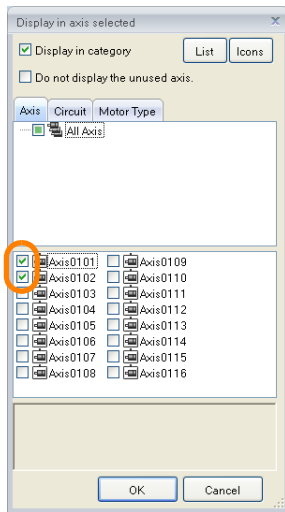 Display in axis selected
Display in category
List
Icons
Do not display the unused axis.
Axis
Circuit
Motor Type
All Axis
Axis0101
Axis0109
Axis0102
Axis0110
Axis0103
Axis0111
Axis0104
Axis0112
Axis0105
Axis0113
Axis0106
Axis0114
Axis0107
Axis0115
Axis0108
Axis0116
OK
Cancel